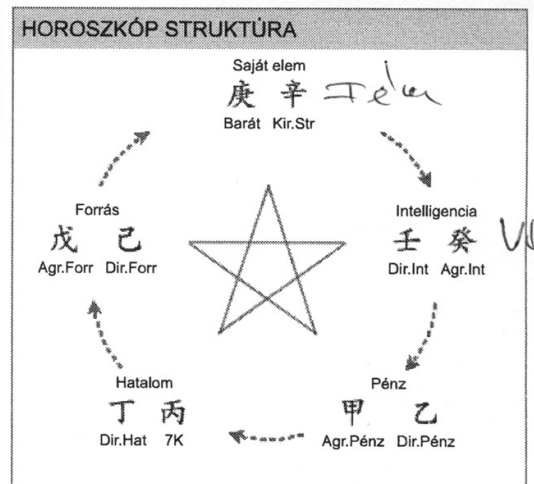 HOROSZKÓP STRUKTÚRA
Saját elem
庚 辛 Fém
Barát Kir.Str
Forrás
戊 己
Agr.Forr Dir.Forr
Intelligencia
壬 癸
Dir.Int Agr.Int
Hatalom
丁 丙
Dir.Hat 7K
Pénz
甲 乙
Agr.Pénz Dir.Pénz